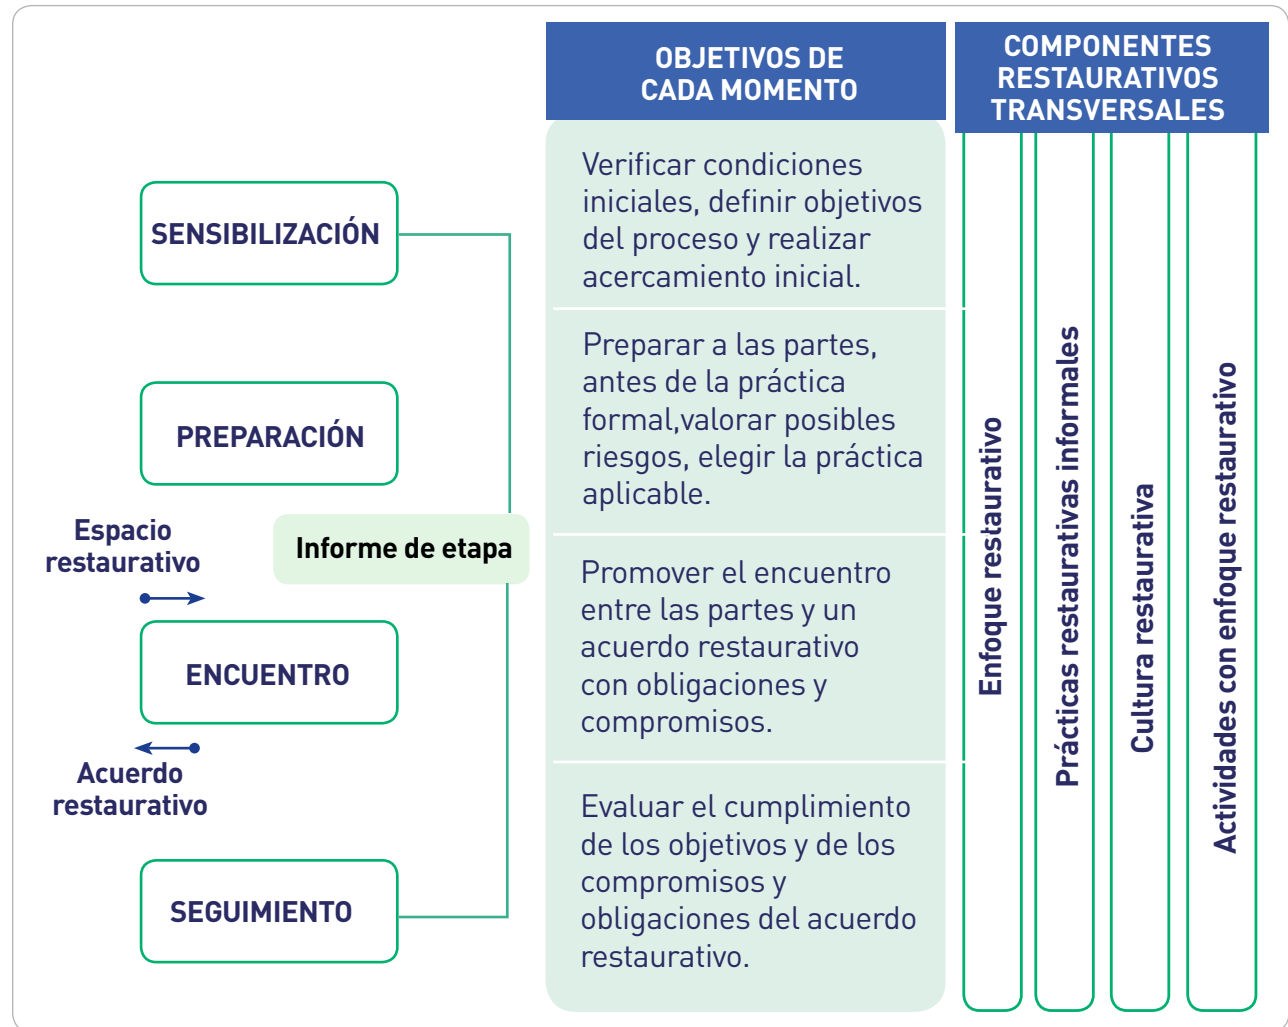 OBJETIVOS DE
CADA MOMENTO
COMPONENTES
RESTAURATIVOS
TRANSVERSALES
SENSIBILIZACIÓN
Verificar condiciones
iniciales, definir objetivos
del proceso y realizar
acercamiento inicial.
PREPARACIÓN
Preparar a las partes,
antes de la práctica
formal,valorar posibles
riesgos, elegir la práctica
aplicable.
Espacio
restaurativo
Informe de etapa
ENCUENTRO
Promover el encuentro
entre las partes y un
acuerdo restaurativo
con obligaciones y
compromisos.
Acuerdo
restaurativo
SEGUIMIENTO
Evaluar el cumplimiento
de los objetivos y de los
compromisos y
obligaciones del acuerdo
restaurativo.
Enfoque restaurativo
Prácticas restaurativas informales
Cultura restaurativa
Actividades con enfoque restaurativo